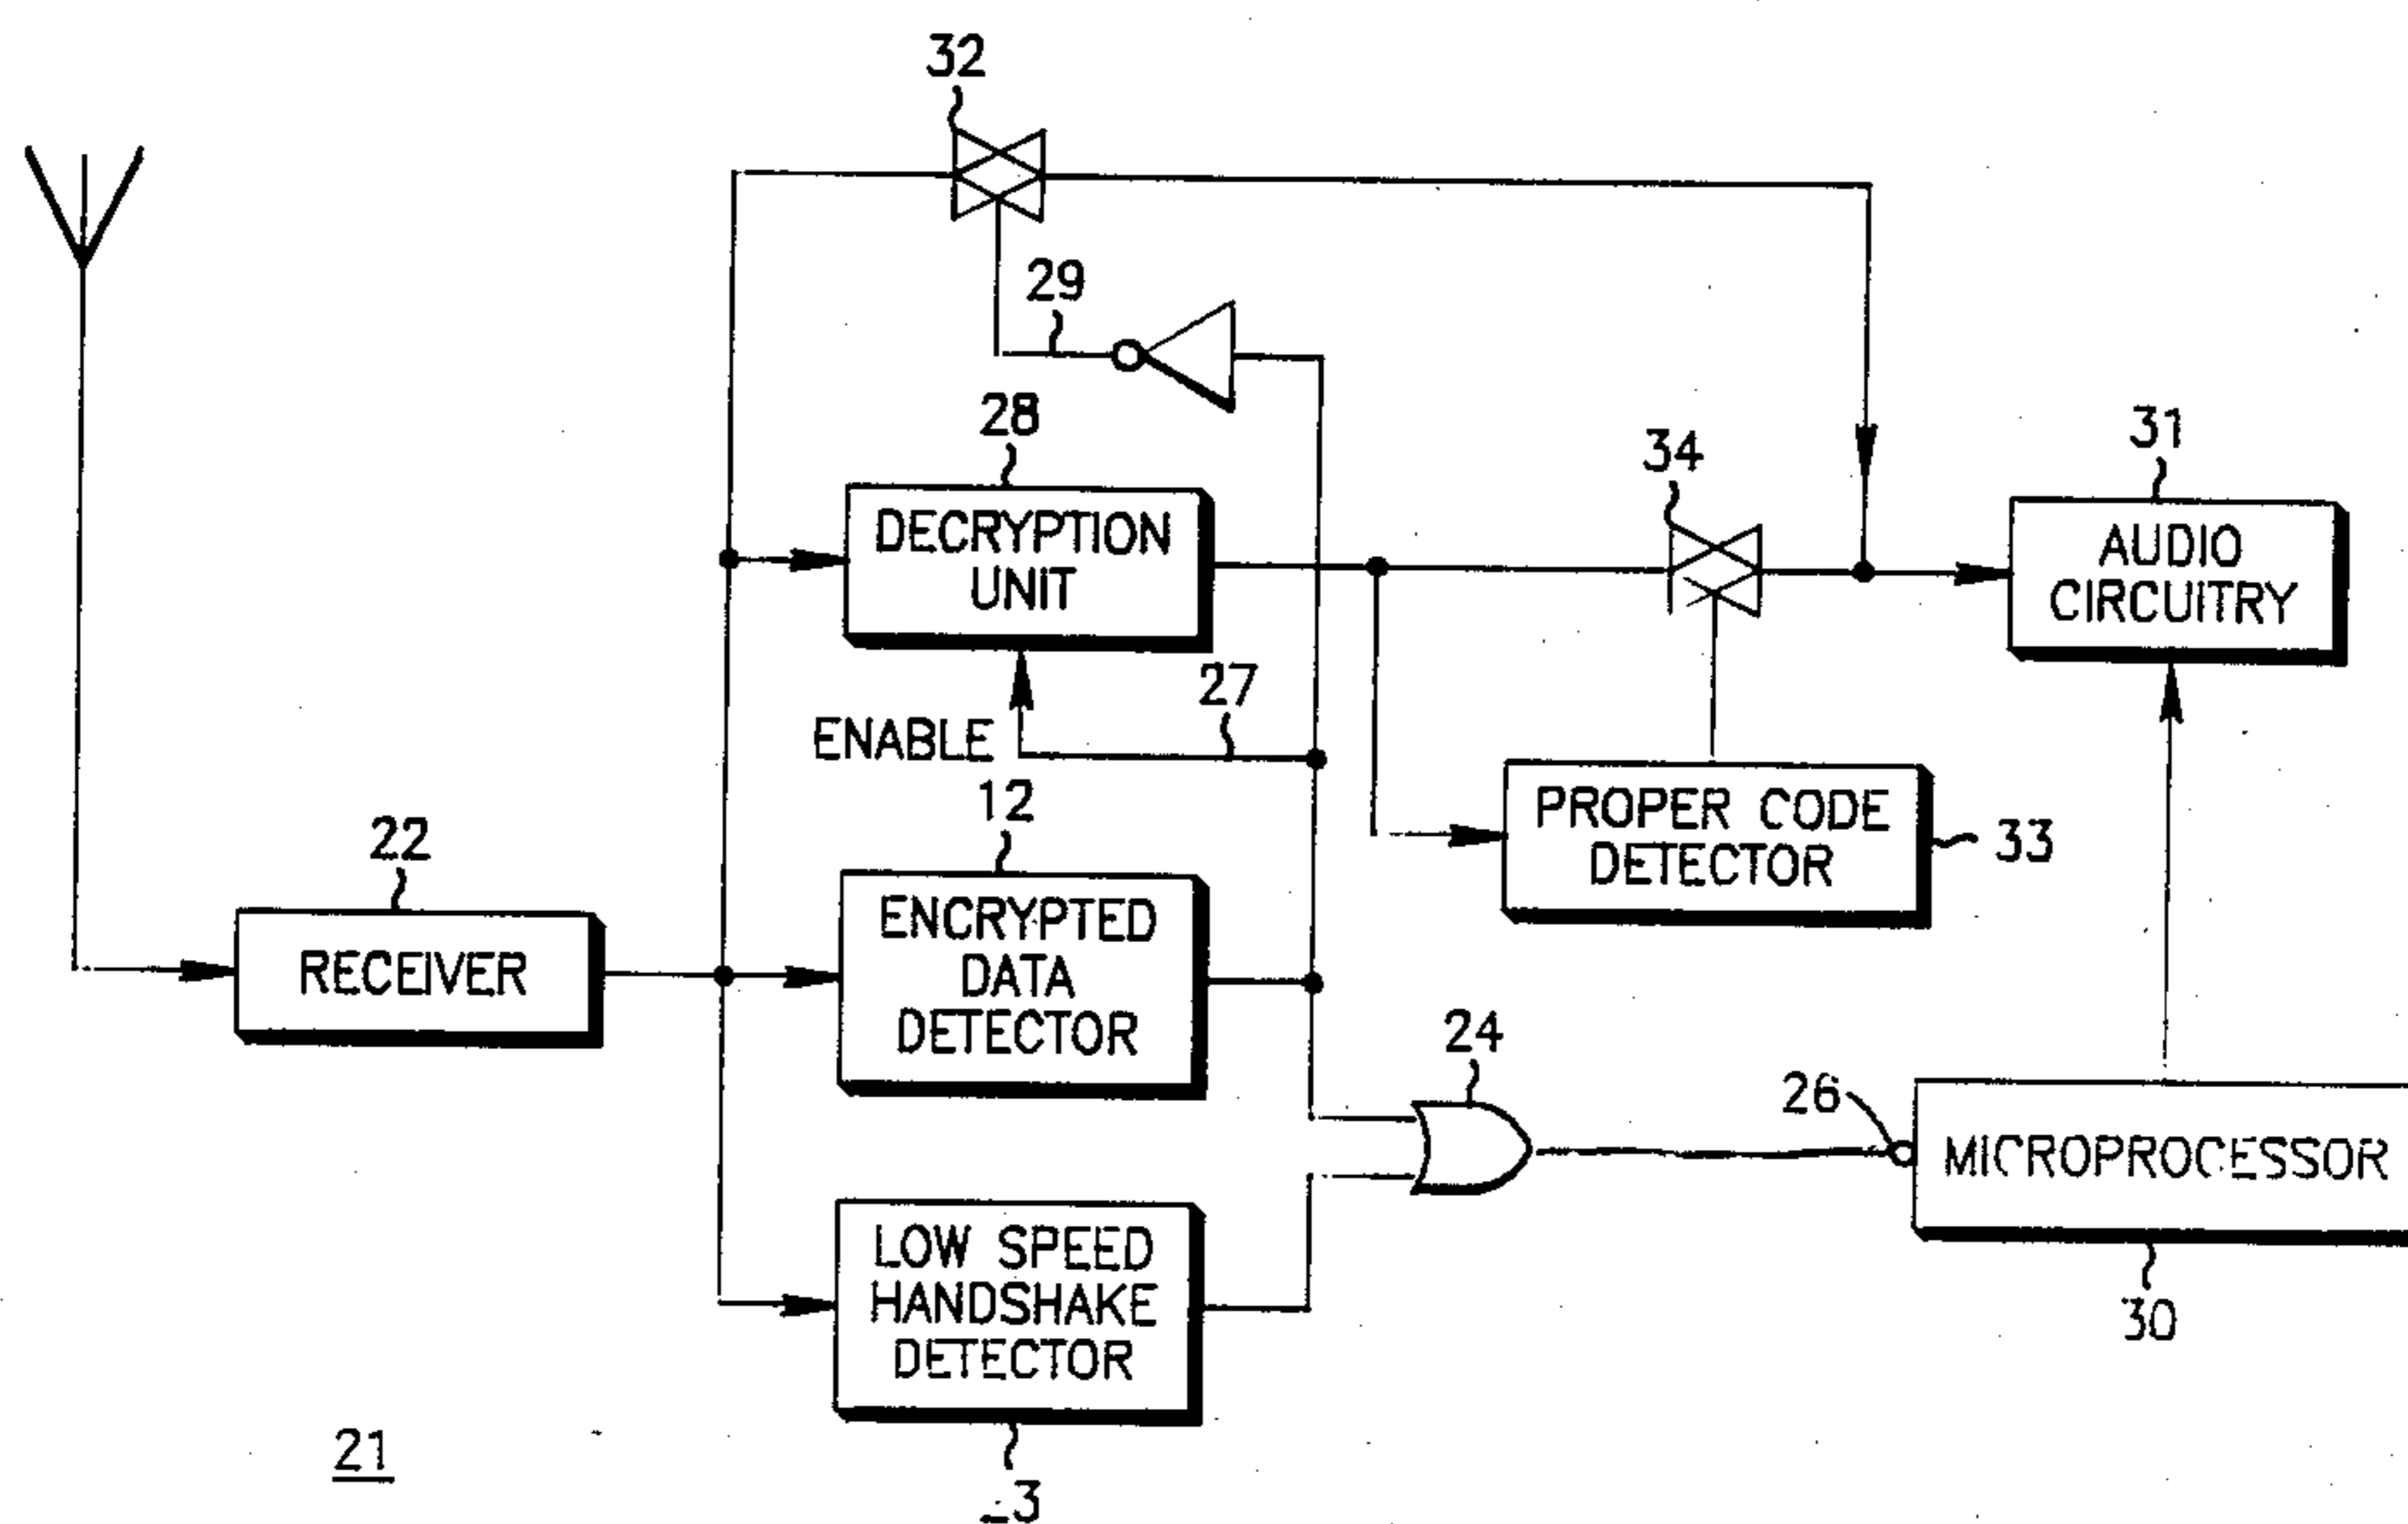 32
29
28
DECRYPTION
UNIT
34
31
AUDIO
CIRCUITRY
27
ENABLE
12
ENCRYPTED
DATA
DETECTOR
PROPER CODE
DETECTOR
33
22
RECEIVER
24
26
MICROPROCESSOR
30
LOW SPEED
HANDSHAKE
DETECTOR
21